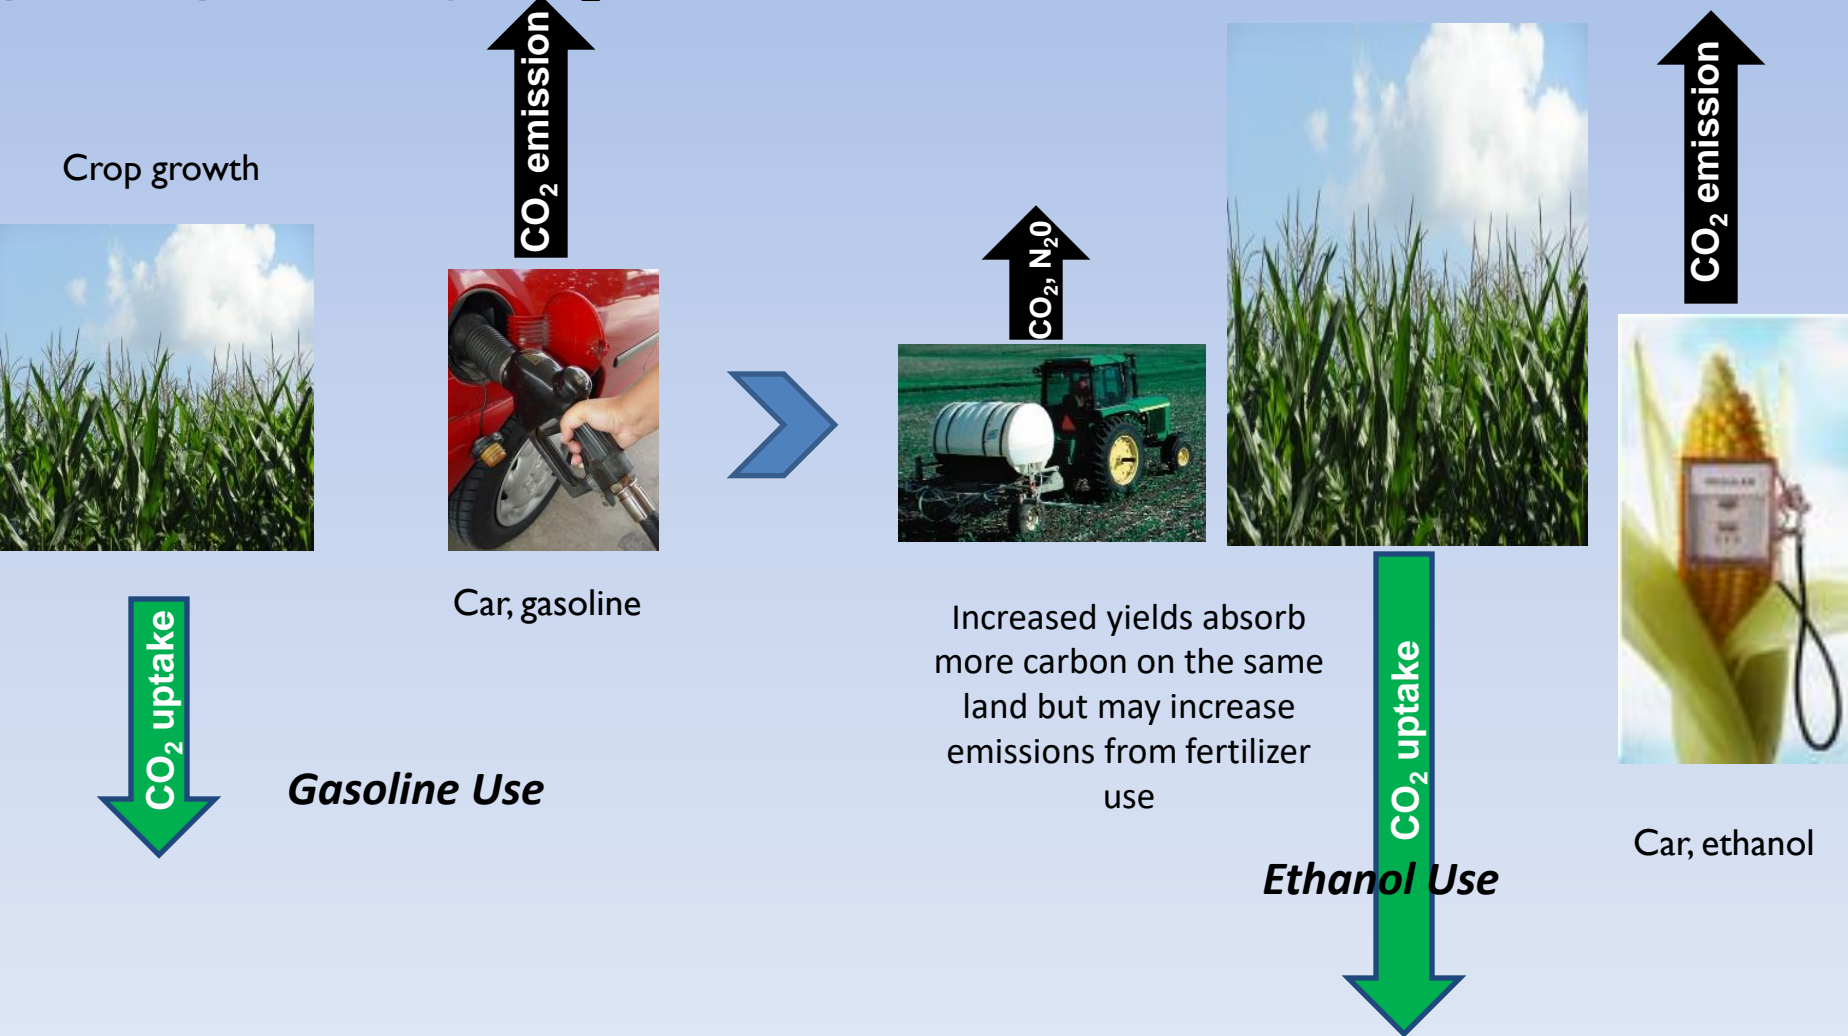 Crop growth
CO₂ emission
CO₂ uptake
Car, gasoline
Gasoline Use
CO₂, N₂0
Increased yields absorb
more carbon on the same
land but may increase
emissions from fertilizer
use
CO₂ uptake
Ethanol Use
CO₂ emission
Car, ethanol